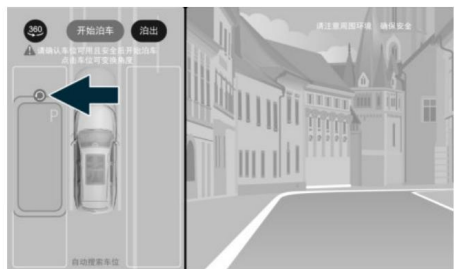 360
开始泊车
泊出
请注意周围环境 确保安全
请确认车位可用且安全后开始泊车
点击车位可变换角度
P
自动搜索车位